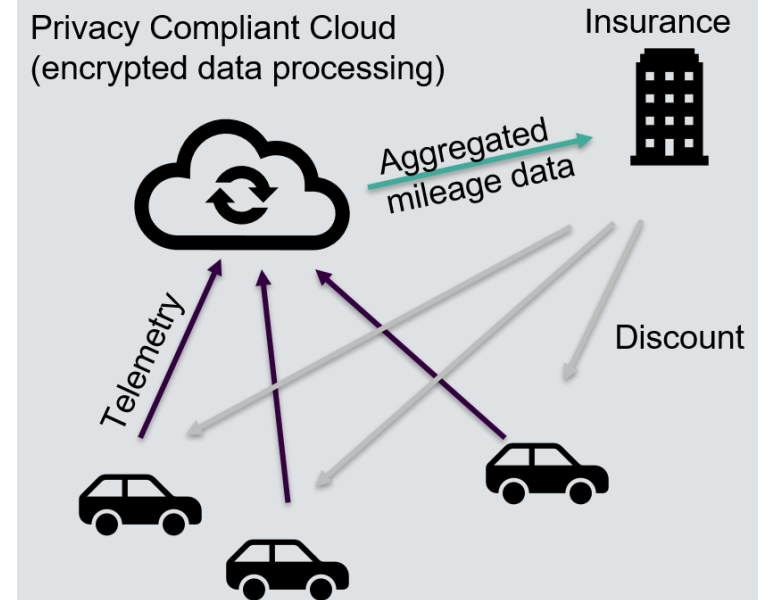 Privacy Compliant Cloud
(encrypted data processing)
Insurance
Aggregated
mileage data
Telemetry
Discount